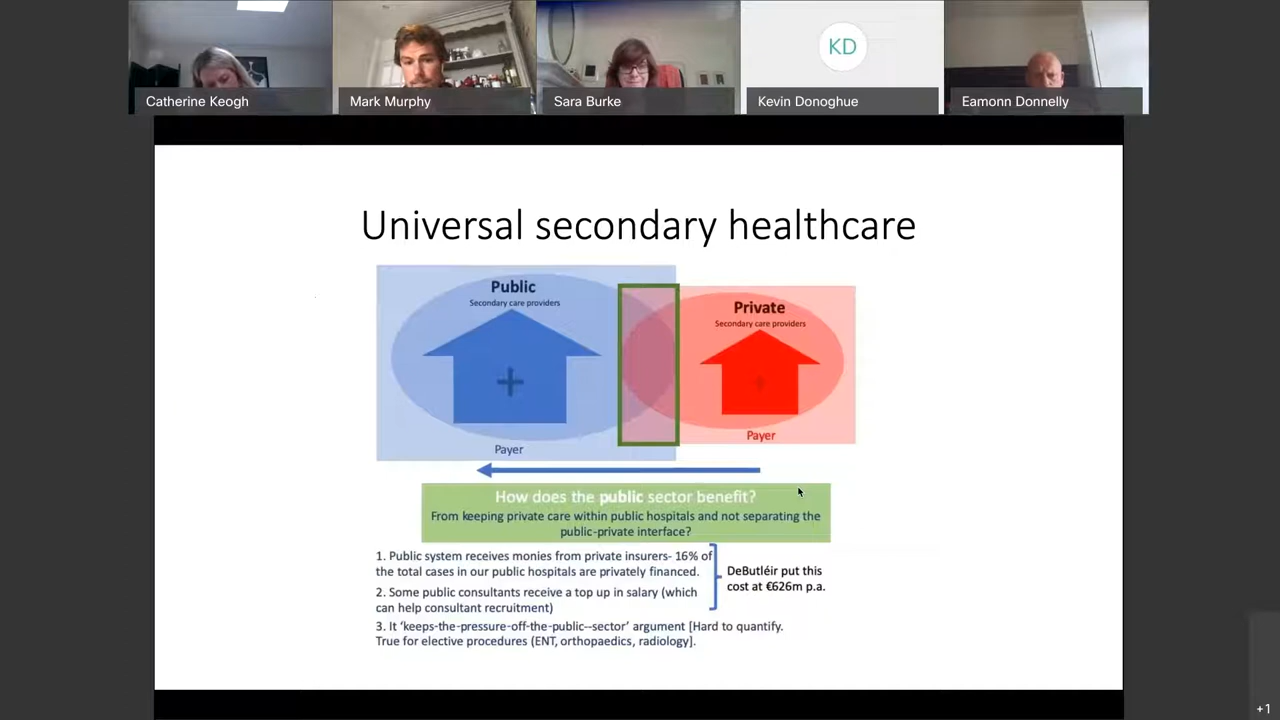 KD
Catherine Keogh
Mark Murphy
Sara Burke
Kevin Donoghue
Eamonn Donnelly
Universal secondary healthcare
Public
Secondary care providers
Payer
Private
Secondary care providers
Payer
How does the public sector benefit?
From keeping private care within public hospitals and not separating the
public-private interface?
1. Public system receives monies from private insurers- 16% of
the total cases in our public hospitals are privately financed.
2. Some public consultants receive a top up in salary (which
can help consultant recruitment)
DeButléir put this
cost at €626m p.a.
3. It ‘keeps-the-pressure-off-the-public--sector’ argument [Hard to quantify.
True for elective procedures (ENT, orthopaedics, radiology].
+1